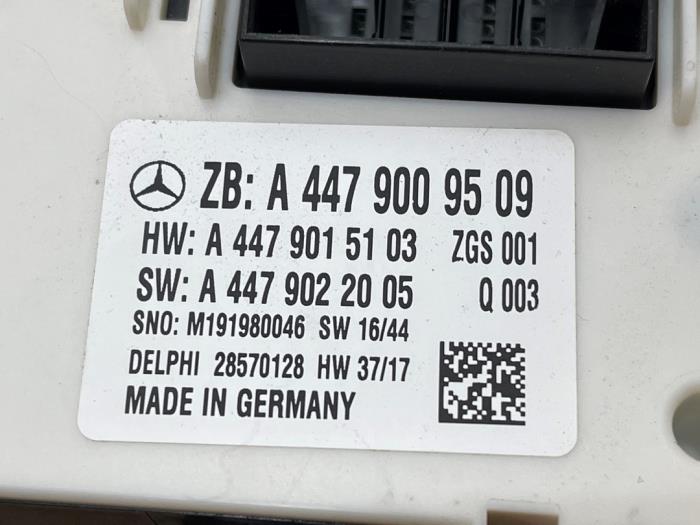 ZB: A 447 900 95 09
HW: A 447 901 51 03 ZGS 001
SW: A 447 902 20 05 Q 003
SNO: M191980046 SW 16/44
DELPHI 28570128 HW 37/17
MADE IN GERMANY